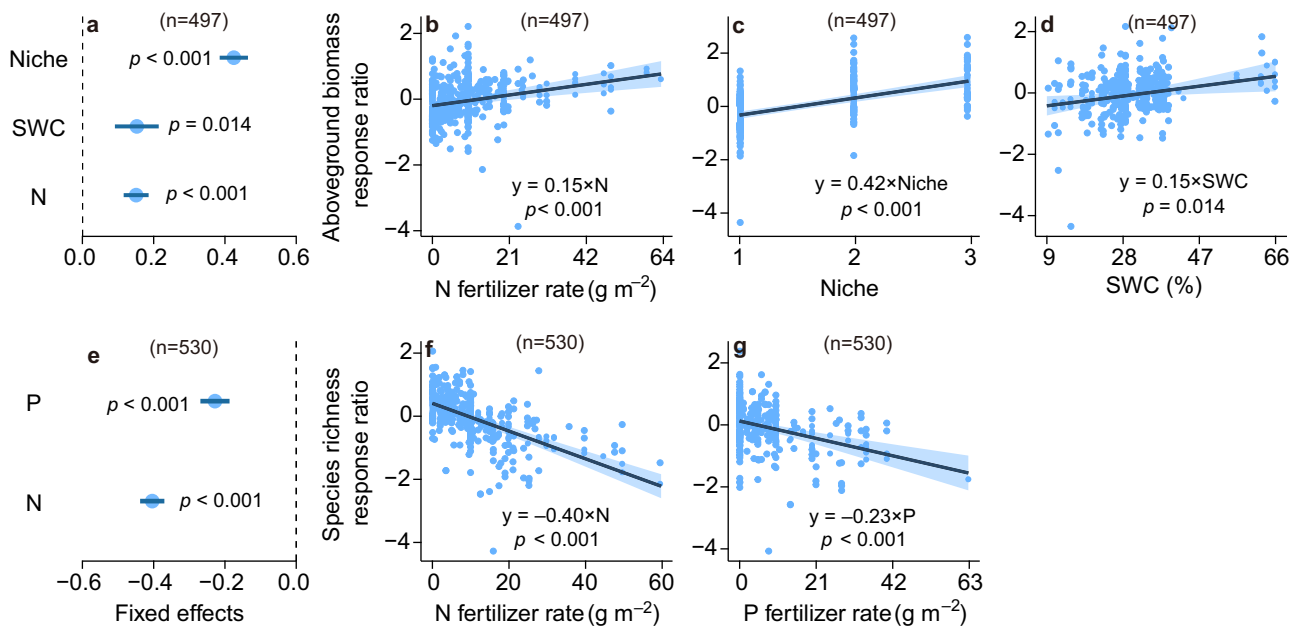 a
(n=497)
Niche
p < 0.001
SWC
p = 0.014
N
p < 0.001
0.0
0.2
0.4
0.6
Aboveground biomass
response ratio
b
(n=497)
2
0
−2
−4
y = 0.15×N
p< 0.001
0
21
42
64
N fertilizer rate (g m⁻²)
c
(n=497)
2
0
−2
−4
y = 0.42×Niche
p < 0.001
1
2
3
Niche
d
(n=497)
2
0
−2
−4
y = 0.15×SWC
p = 0.014
9
28
47
66
SWC (%)
e
(n=530)
P
p < 0.001
N
p < 0.001
−0.6
−0.4
−0.2
0.0
Fixed effects
Species richness
response ratio
f
(n=530)
2
0
−2
−4
y = −0.40×N
p < 0.001
0
20
40
60
N fertilizer rate (g m⁻²)
g
(n=530)
2
0
−2
−4
y = −0.23×P
p < 0.001
0
21
42
63
P fertilizer rate (g m⁻²)